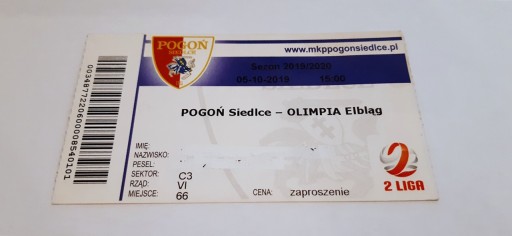 POGOŃ
SIEDLCE
www.mkppogonsiedlce.pl
Sezon 2019/2020
05-10-2019 15:00
POGOŃ Siedlce – OLIMPIA Elbląg
IMIĘ:
NAZWISKO:
PESEL:
SEKTOR: C3
RZĄD: VI
MIEJSCE: 66
CENA: zaproszenie
2 LIGA